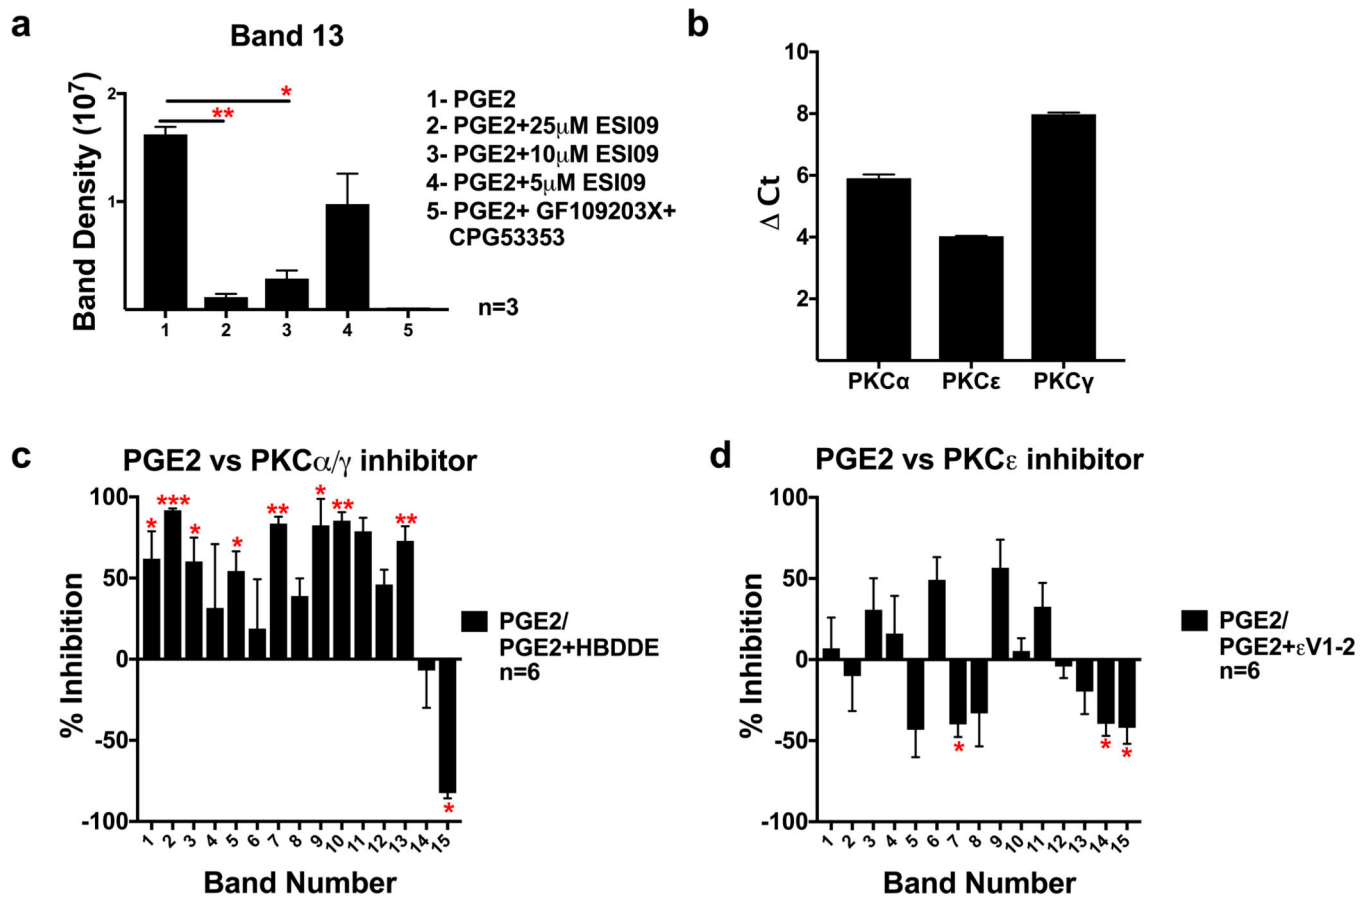 a
Band 13
Band Density (10⁷)
2
1
**
*
1
2
3
4
5
1- PGE2
2- PGE2+25μM ESI09
3- PGE2+10μM ESI09
4- PGE2+5μM ESI09
5- PGE2+ GF109203X+
CPG53353
n=3
b
Δ Ct
10
8
6
4
2
PKCα
PKCε
PKCγ
c
PGE2 vs PKCα/γ inhibitor
% Inhibition
100
50
0
-50
-100
*
***
*
*
**
*
**
**
*
1
2
3
4
5
6
7
8
9
10
11
12
13
14
15
Band Number
PGE2/
PGE2+HBDDE
n=6
d
PGE2 vs PKCε inhibitor
% Inhibition
100
50
0
-50
-100
*
*
*
1
2
3
4
5
6
7
8
9
10
11
12
13
14
15
Band Number
PGE2/
PGE2+εV1-2
n=6